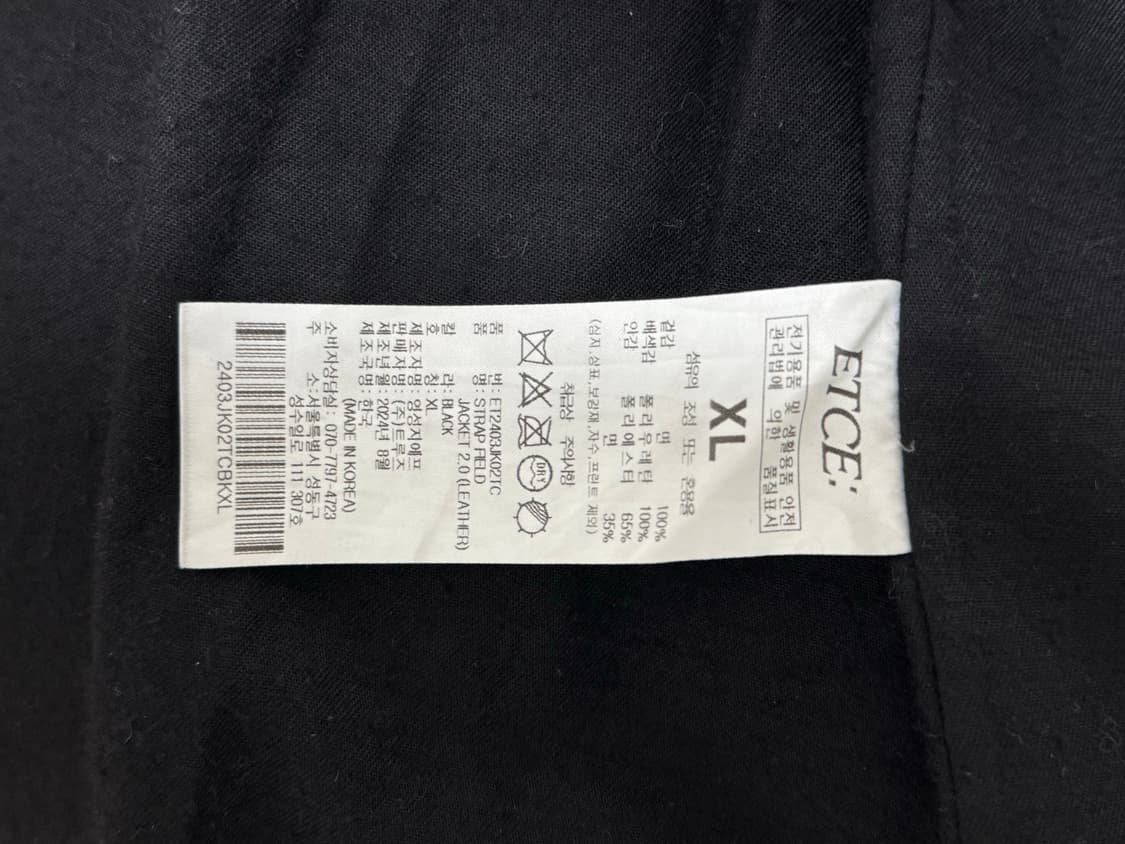 ETCE:
전기용품 및 생활용품 안전
관리법에 의한 품질표시
XL
섬유의 조성 또는 혼용율
겉감 면 100%
배색감 폴리우레탄 100%
안감 폴리에스터 65%
면 35%
(심지,상표,보강재,자수,프린트 제외)
취급상 주의사항
DRY
품 번: ET2403JK02TC
품 명: STRAP FIELD
JACKET 2.0 (LEATHER)
컬 라: BLACK
호 칭: XL
제조자명: 영성지에프
판매자명: (주)트루즈
제조년월: 2024년 8월
제조국명: 한국
(MADE IN KOREA)
소비자상담실: 070-7797-4723
주 소: 서울특별시 성동구
성수일로 111 307호
2403JK02TCBKXL